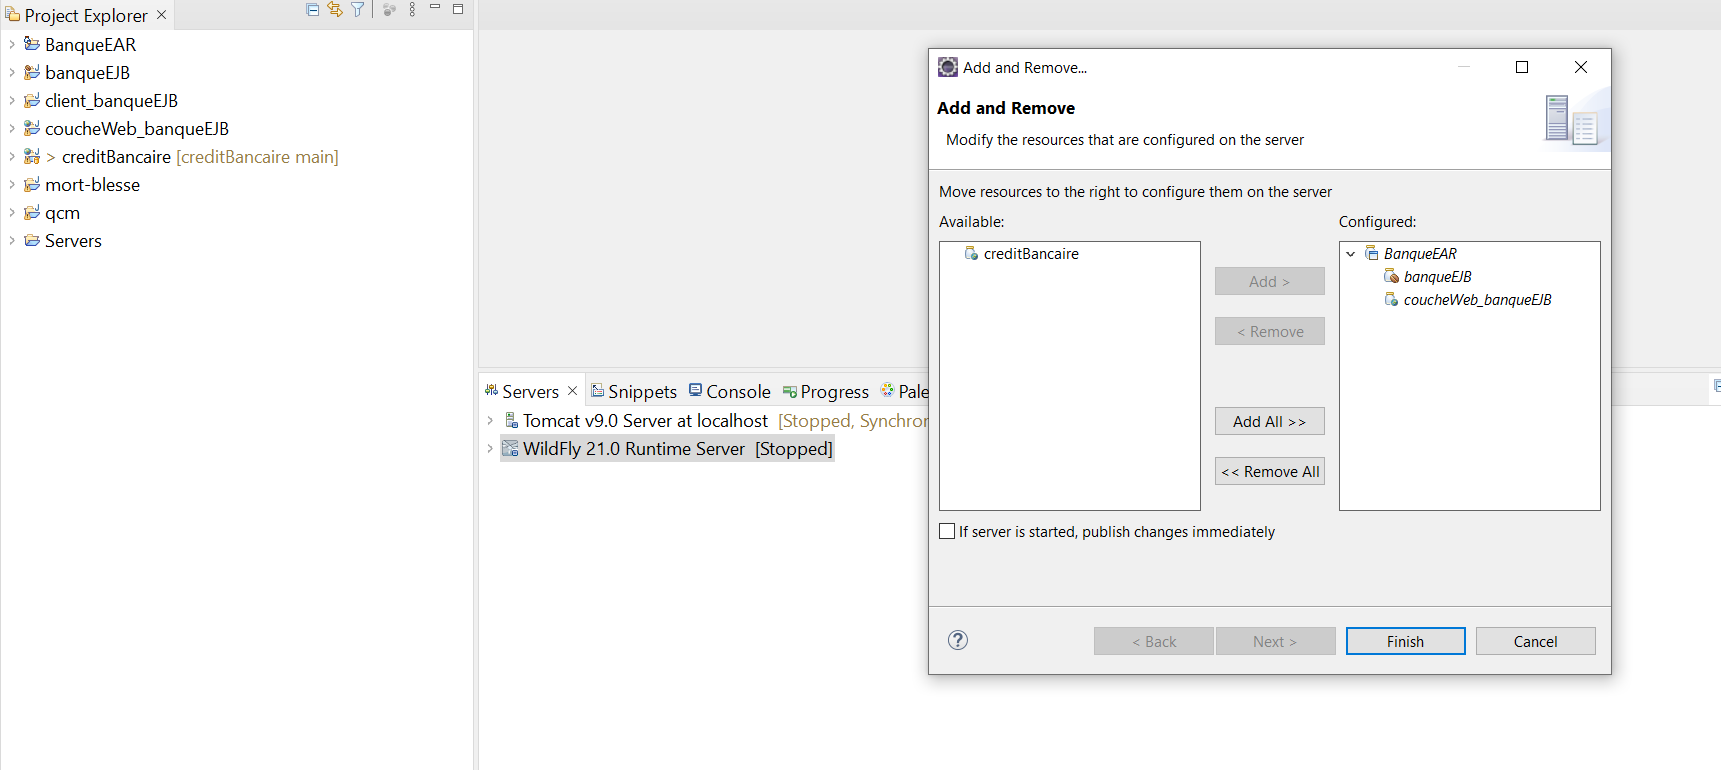 Project Explorer
BanqueEAR
banqueEJB
client_banqueEJB
coucheWeb_banqueEJB
> creditBancaire [creditBancaire main]
mort-blesse
qcm
Servers
Servers
Snippets
Console
Progress
Pale
Tomcat v9.0 Server at localhost [Stopped, Synchron
WildFly 21.0 Runtime Server [Stopped]
Add and Remove...
Add and Remove
Modify the resources that are configured on the server
Move resources to the right to configure them on the server
Available:
creditBancaire
Add >
< Remove
Add All >>
<< Remove All
Configured:
BanqueEAR
banqueEJB
coucheWeb_banqueEJB
If server is started, publish changes immediately
?
< Back
Next >
Finish
Cancel